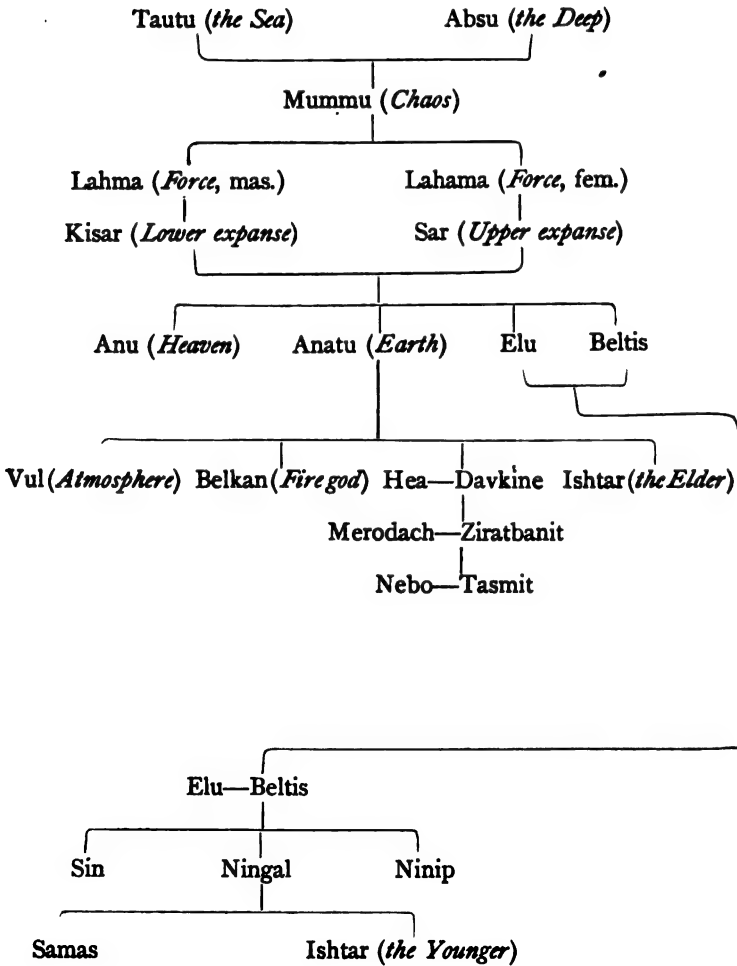 Tautu (the Sea) Absu (the Deep)
Mummu (Chaos)
Lahma (Force, mas.) Lahama (Force, fem.)
Kisar (Lower expanse) Sar (Upper expanse)
Anu (Heaven) Anatu (Earth) Elu Beltis
Vul (Atmosphere) Belkan (Fire god) Hea—Davkine Ishtar (the Elder)
Merodach—Ziratbanit
Nebo—Tasmit
Elu—Beltis
Sin Ningal Ninip
Samas Ishtar (the Younger)